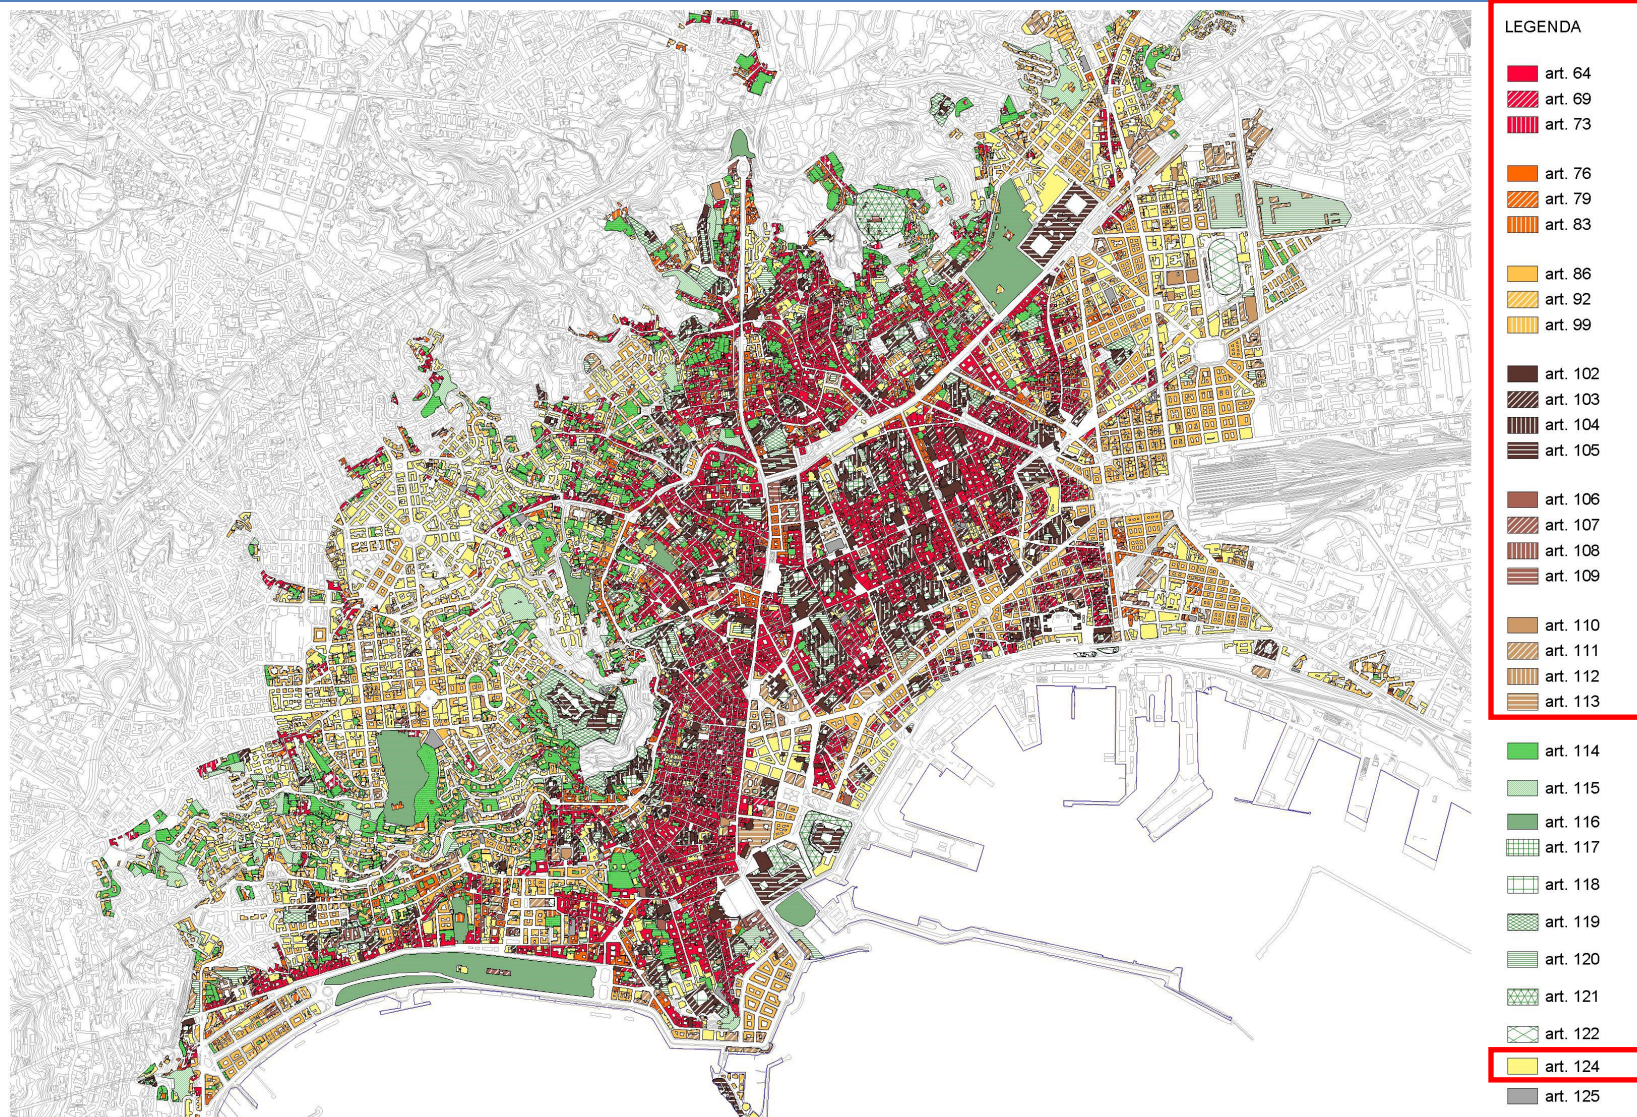 LEGENDA
art. 64
art. 69
art. 73
art. 76
art. 79
art. 83
art. 86
art. 92
art. 99
art. 102
art. 103
art. 104
art. 105
art. 106
art. 107
art. 108
art. 109
art. 110
art. 111
art. 112
art. 113
art. 114
art. 115
art. 116
art. 117
art. 118
art. 119
art. 120
art. 121
art. 122
art. 124
art. 125